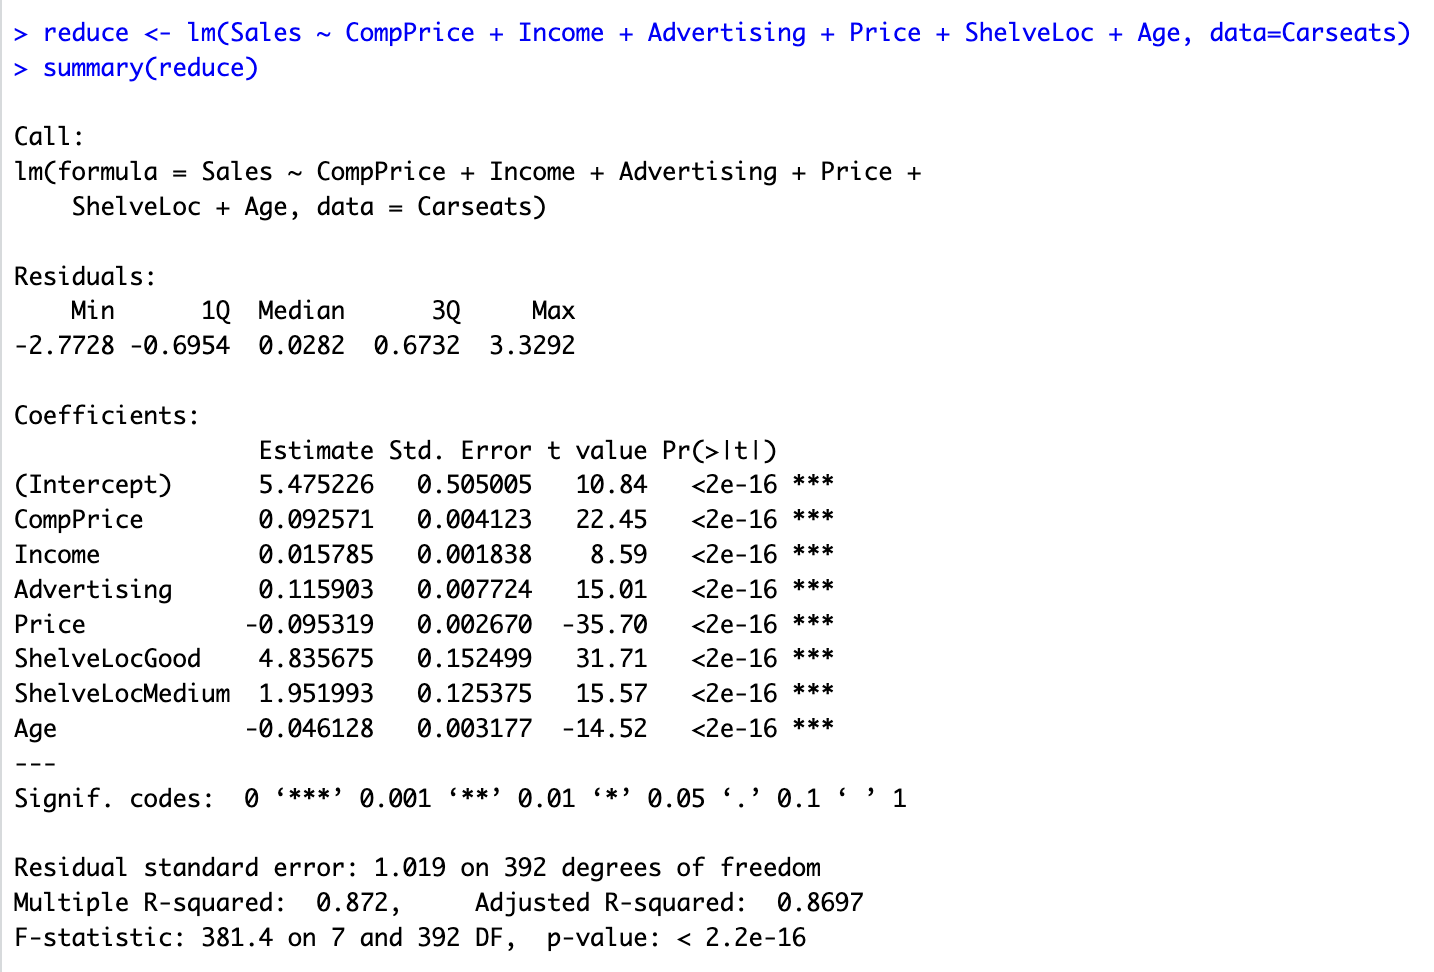 > reduce <- lm(Sales ~ CompPrice + Income + Advertising + Price + ShelveLoc + Age, data=Carseats)
> summary(reduce)

Call:
lm(formula = Sales ~ CompPrice + Income + Advertising + Price +
    ShelveLoc + Age, data = Carseats)

Residuals:
    Min      1Q  Median      3Q     Max
-2.7728 -0.6954  0.0282  0.6732  3.3292

Coefficients:
                 Estimate Std. Error t value Pr(>|t|)
(Intercept)      5.475226   0.505005   10.84   <2e-16 ***
CompPrice        0.092571   0.004123   22.45   <2e-16 ***
Income           0.015785   0.001838    8.59   <2e-16 ***
Advertising      0.115903   0.007724   15.01   <2e-16 ***
Price           -0.095319   0.002670  -35.70   <2e-16 ***
ShelveLocGood    4.835675   0.152499   31.71   <2e-16 ***
ShelveLocMedium  1.951993   0.125375   15.57   <2e-16 ***
Age             -0.046128   0.003177  -14.52   <2e-16 ***
---
Signif. codes:  0 ‘***’ 0.001 ‘**’ 0.01 ‘*’ 0.05 ‘.’ 0.1 ‘ ’ 1

Residual standard error: 1.019 on 392 degrees of freedom
Multiple R-squared:  0.872,     Adjusted R-squared:  0.8697
F-statistic: 381.4 on 7 and 392 DF,  p-value: < 2.2e-16